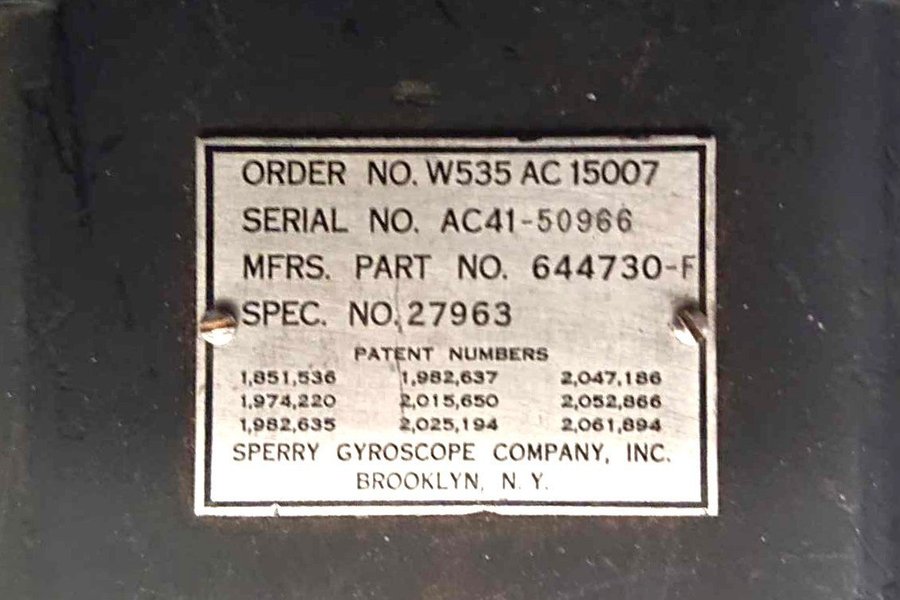 ORDER NO. W535 AC 15007
SERIAL NO. AC41-50966
MFRS. PART NO. 644730-F
SPEC. NO. 27963
PATENT NUMBERS
1,851,536 1,982,637 2,047,186
1,974,220 2,015,650 2,052,866
1,982,635 2,025,194 2,061,894
SPERRY GYROSCOPE COMPANY, INC.
BROOKLYN, N. Y.